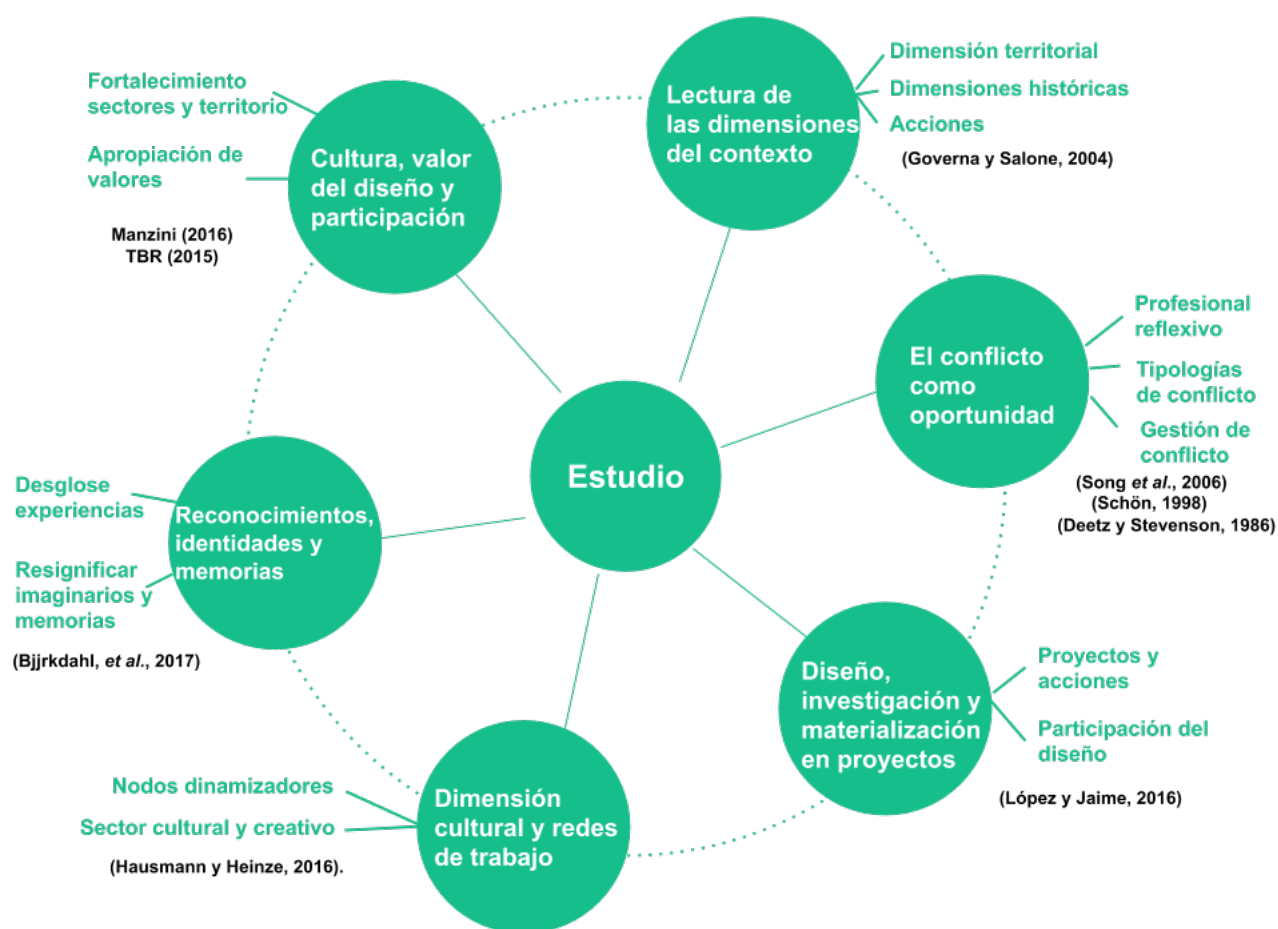 Fortalecimiento
sectores y territorio
Apropiación de
valores
Manzini (2016)
TBR (2015)
Cultura, valor
del diseño y
participación
Lectura de
las dimensiones
del contexto
Dimensión territorial
Dimensiones históricas
Acciones
(Governa y Salone, 2004)
El conflicto
como
oportunidad
Profesional
reflexivo
Tipologías
de conflicto
Gestión de
conflicto
(Song et al., 2006)
(Schön, 1998)
(Deetz y Stevenson, 1986)
Estudio
Desglose
experiencias
Resignificar
imaginarios y
memorias
(Bjjrkdahl, et al., 2017)
Reconocimientos,
identidades y
memorias
Diseño,
investigación y
materialización
en proyectos
Proyectos y
acciones
Participación del
diseño
(López y Jaime, 2016)
Nodos dinamizadores
Sector cultural y creativo
(Hausmann y Heinze, 2016).
Dimensión
cultural y redes
de trabajo